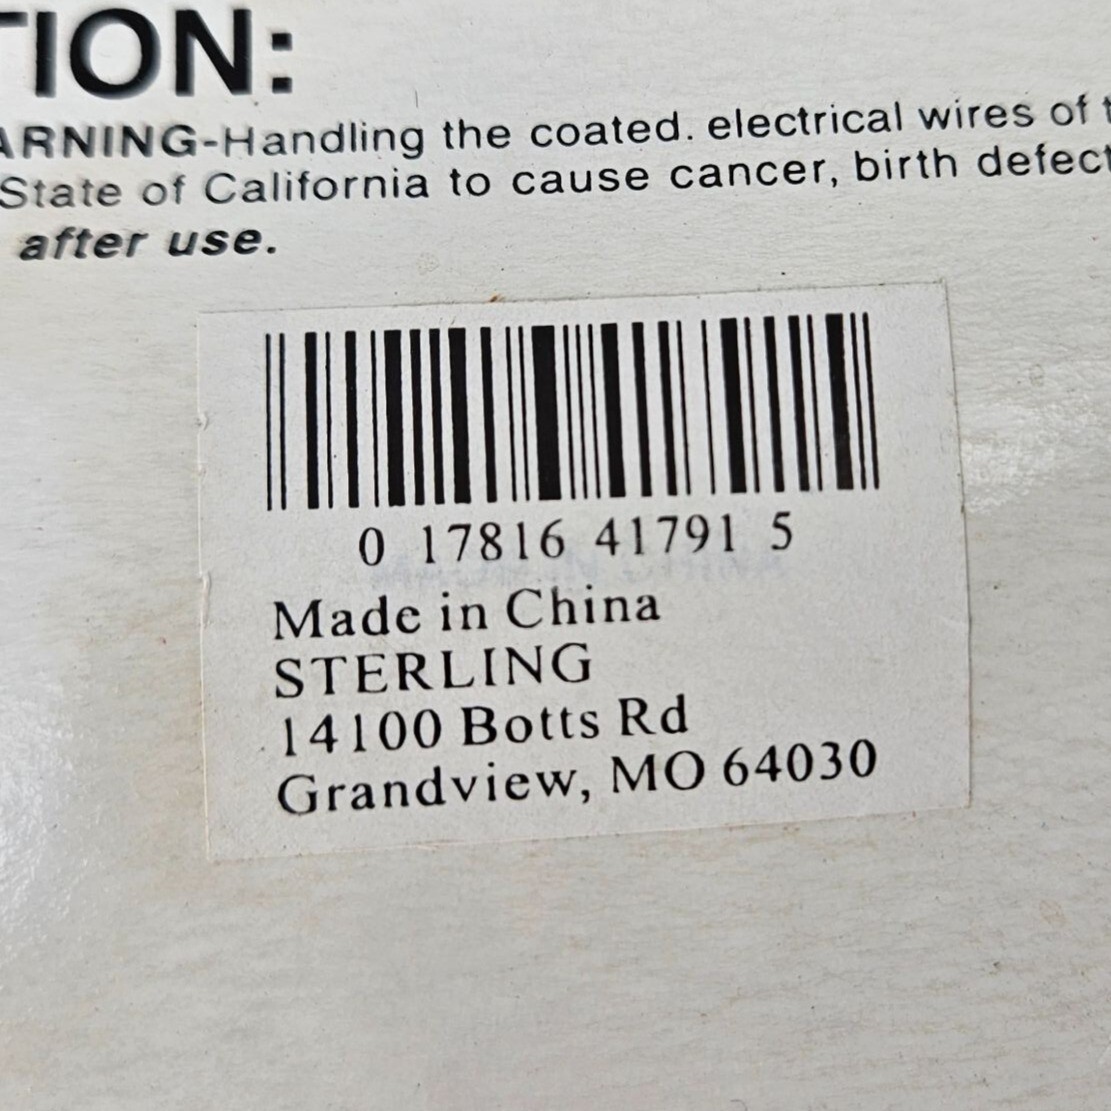 TION:
ARNING-Handling the coated. electrical wires of t
State of California to cause cancer, birth defect
after use.
0 17816 41791 5
Made in China
STERLING
14100 Botts Rd
Grandview, MO 64030